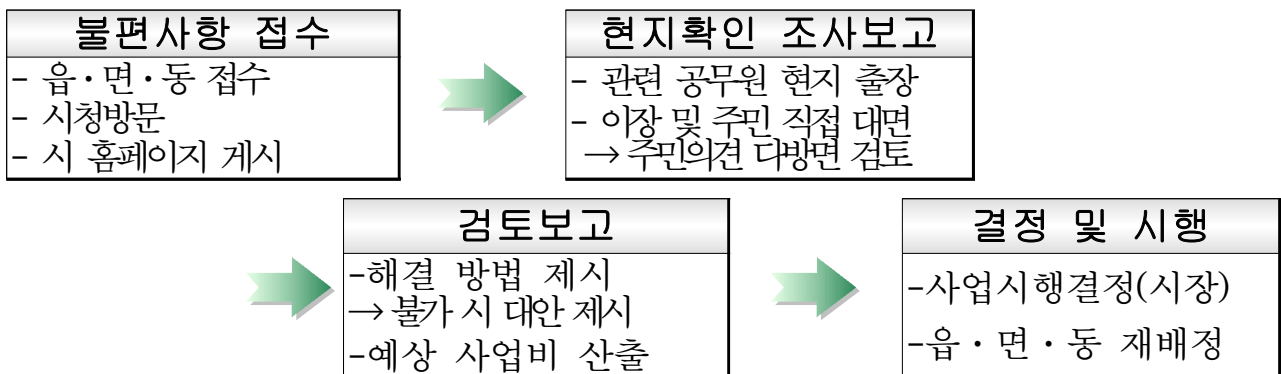 불편사항 접수
- 읍·면·동 접수
- 시청방문
- 시 홈페이지 게시
현지확인 조사보고
- 관련 공무원 현지 출장
- 이장 및 주민 직접 대면
→ 주민의견 다방면 검토
검토보고
-해결 방법 제시
→ 불가 시 대안 제시
-예상 사업비 산출
결정 및 시행
-사업시행결정(시장)
-읍·면·동 재배정